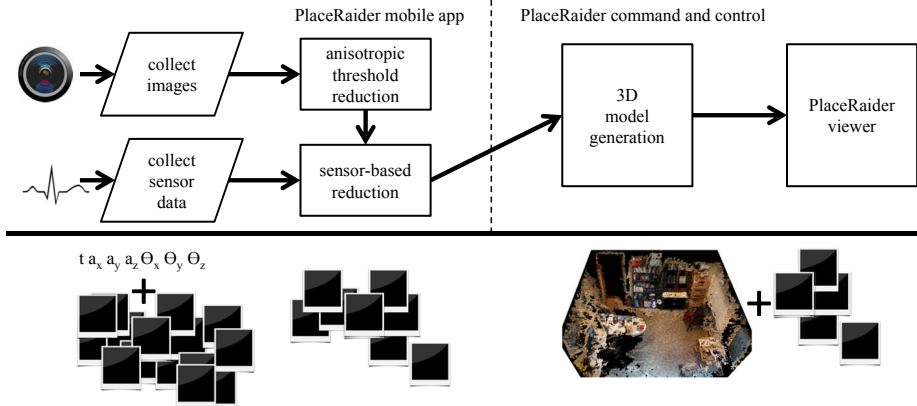 PlaceRaider mobile app
PlaceRaider command and control
collect
images
anisotropic
threshold
reduction
3D
model
generation
PlaceRaider
viewer
collect
sensor
data
sensor-based
reduction
t aₓ a_y a_z Θₓ Θ_y Θ_z
+
+